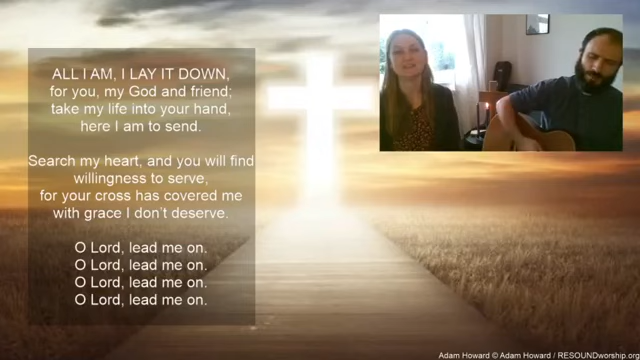 ALL I AM, I LAY IT DOWN,
for you, my God and friend;
take my life into your hand,
here I am to send.
Search my heart, and you will find
willingness to serve,
for your cross has covered me
with grace I don't deserve.
O Lord, lead me on.
O Lord, lead me on.
O Lord, lead me on.
O Lord, lead me on.
Adam Howard © Adam Howard / RESOUNDworship.org